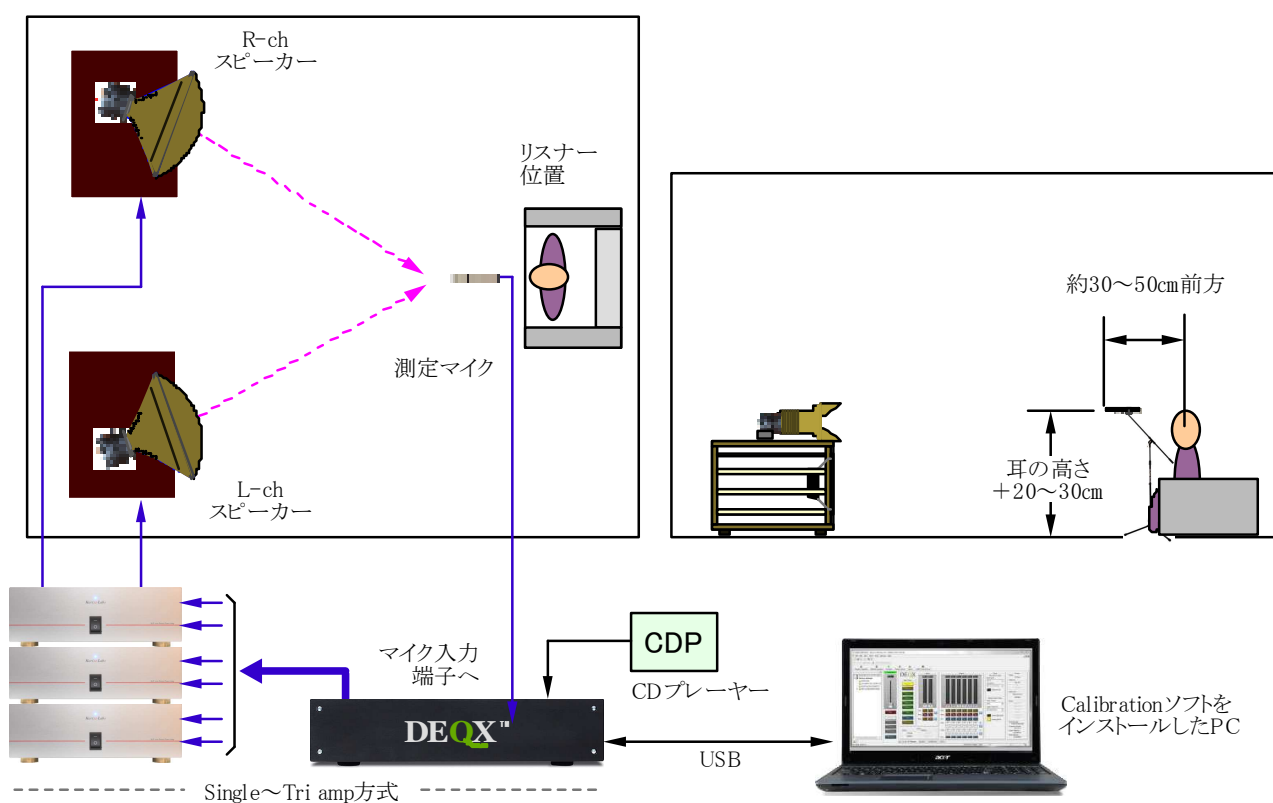 R-ch
スピーカー
リスナー
位置
測定マイク
L-ch
スピーカー
約30～50㎝前方
耳の高さ
＋20～30㎝
マイク入力
端子へ
CDP
CDプレーヤー
DEQX™
USB
acer
Calibrationソフトを
インストールしたPC
Single～Tri amp方式